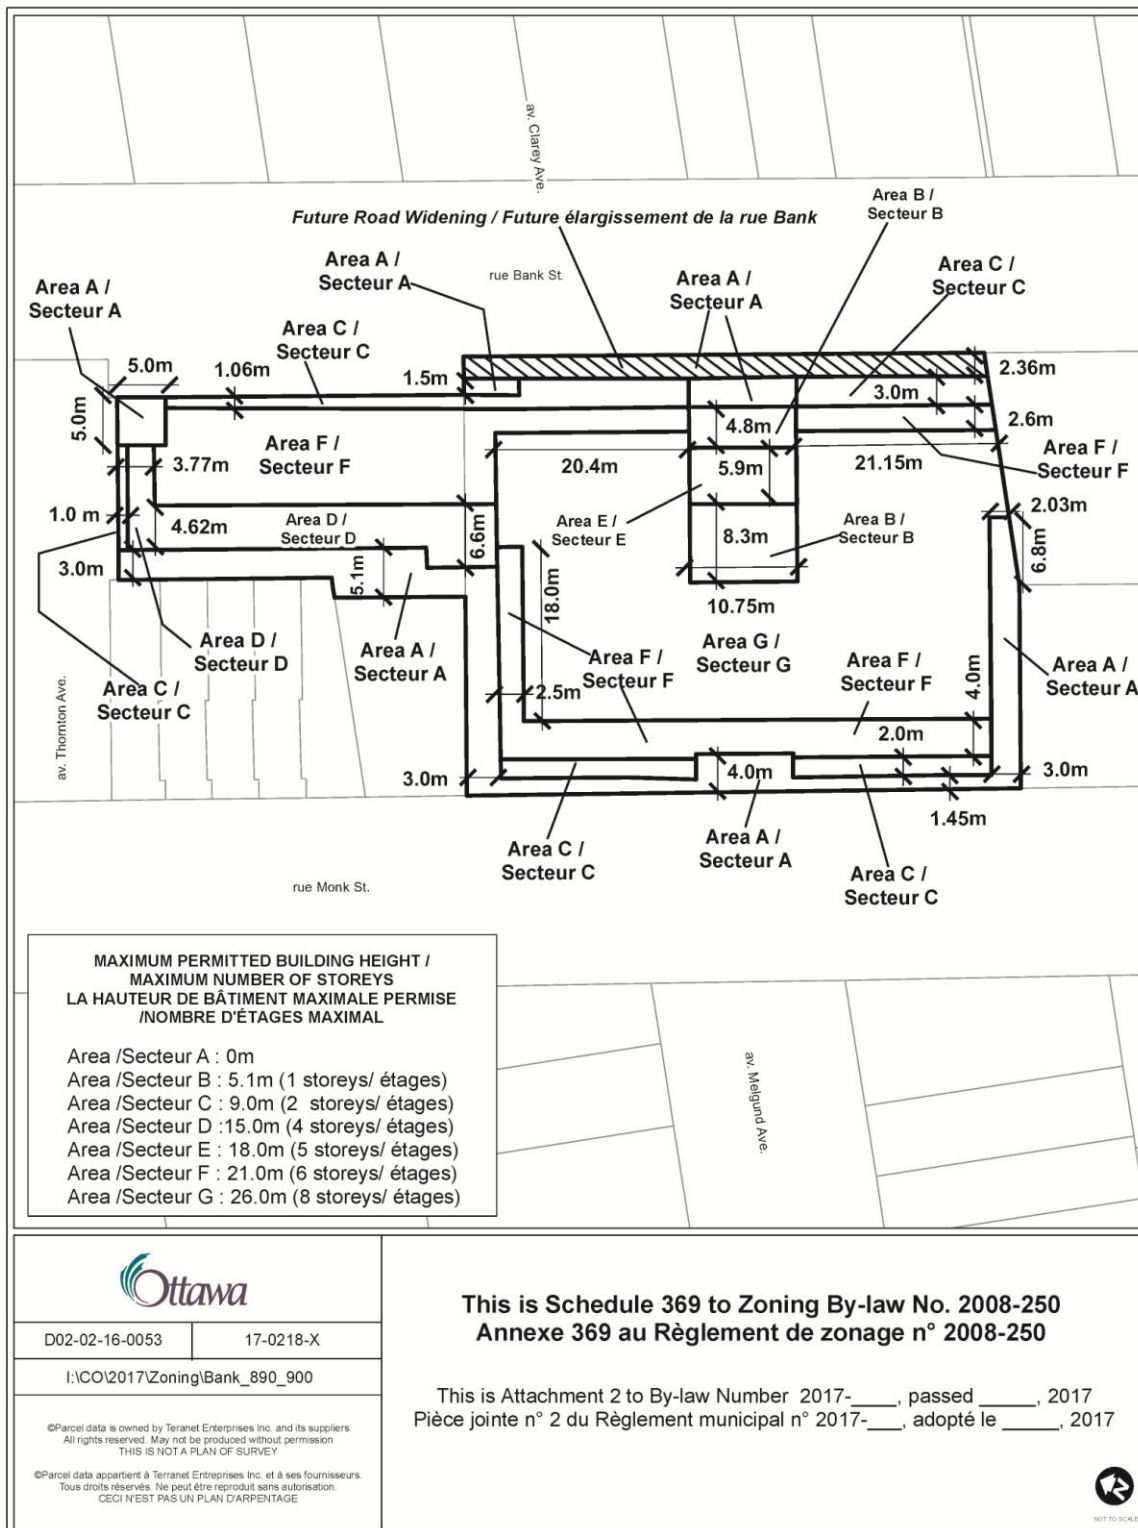 av. Clarey Ave.
Area B /
Secteur B
Future Road Widening / Future élargissement de la rue Bank
Area A /
Secteur A
rue Bank St.
Area A /
Secteur A
Area C /
Secteur C
Area A /
Secteur A
Area C /
Secteur C
5.0m
1.06m
1.5m
2.36m
3.0m
5.0m
4.8m
2.6m
Area F /
Secteur F
3.77m
20.4m
5.9m
21.15m
Area F /
Secteur F
1.0 m
4.62m
Area D /
Secteur D
6.6m
Area E /
Secteur E
8.3m
Area B /
Secteur B
2.03m
6.8m
3.0m
5.1m
18.0m
10.75m
Area D /
Secteur D
Area A /
Secteur A
Area F /
Secteur F
Area G /
Secteur G
Area F /
Secteur F
Area A /
Secteur A
Area C /
Secteur C
2.5m
4.0m
av. Thornton Ave.
2.0m
3.0m
4.0m
3.0m
1.45m
Area C /
Secteur C
Area A /
Secteur A
Area C /
Secteur C
rue Monk St.
MAXIMUM PERMITTED BUILDING HEIGHT /
MAXIMUM NUMBER OF STOREYS
LA HAUTEUR DE BÂTIMENT MAXIMALE PERMISE
/NOMBRE D'ÉTAGES MAXIMAL
Area /Secteur A : 0m
Area /Secteur B : 5.1m (1 storeys/ étages)
Area /Secteur C : 9.0m (2 storeys/ étages)
Area /Secteur D :15.0m (4 storeys/ étages)
Area /Secteur E : 18.0m (5 storeys/ étages)
Area /Secteur F : 21.0m (6 storeys/ étages)
Area /Secteur G : 26.0m (8 storeys/ étages)
av. Melgund Ave.
Ottawa
D02-02-16-0053
17-0218-X
I:\CO\2017\Zoning\Bank_890_900
©Parcel data is owned by Teranet Enterprises Inc. and its suppliers
All rights reserved. May not be produced without permission
THIS IS NOT A PLAN OF SURVEY
©Parcel data appartient à Terranet Entreprises Inc. et à ses fournisseurs.
Tous droits réservés. Ne peut être reproduit sans autorisation.
CECI N'EST PAS UN PLAN D'ARPENTAGE
This is Schedule 369 to Zoning By-law No. 2008-250
Annexe 369 au Règlement de zonage n° 2008-250
This is Attachment 2 to By-law Number 2017-____, passed _____, 2017
Pièce jointe n° 2 du Règlement municipal n° 2017-___, adopté le _____, 2017
NOT TO SCALE